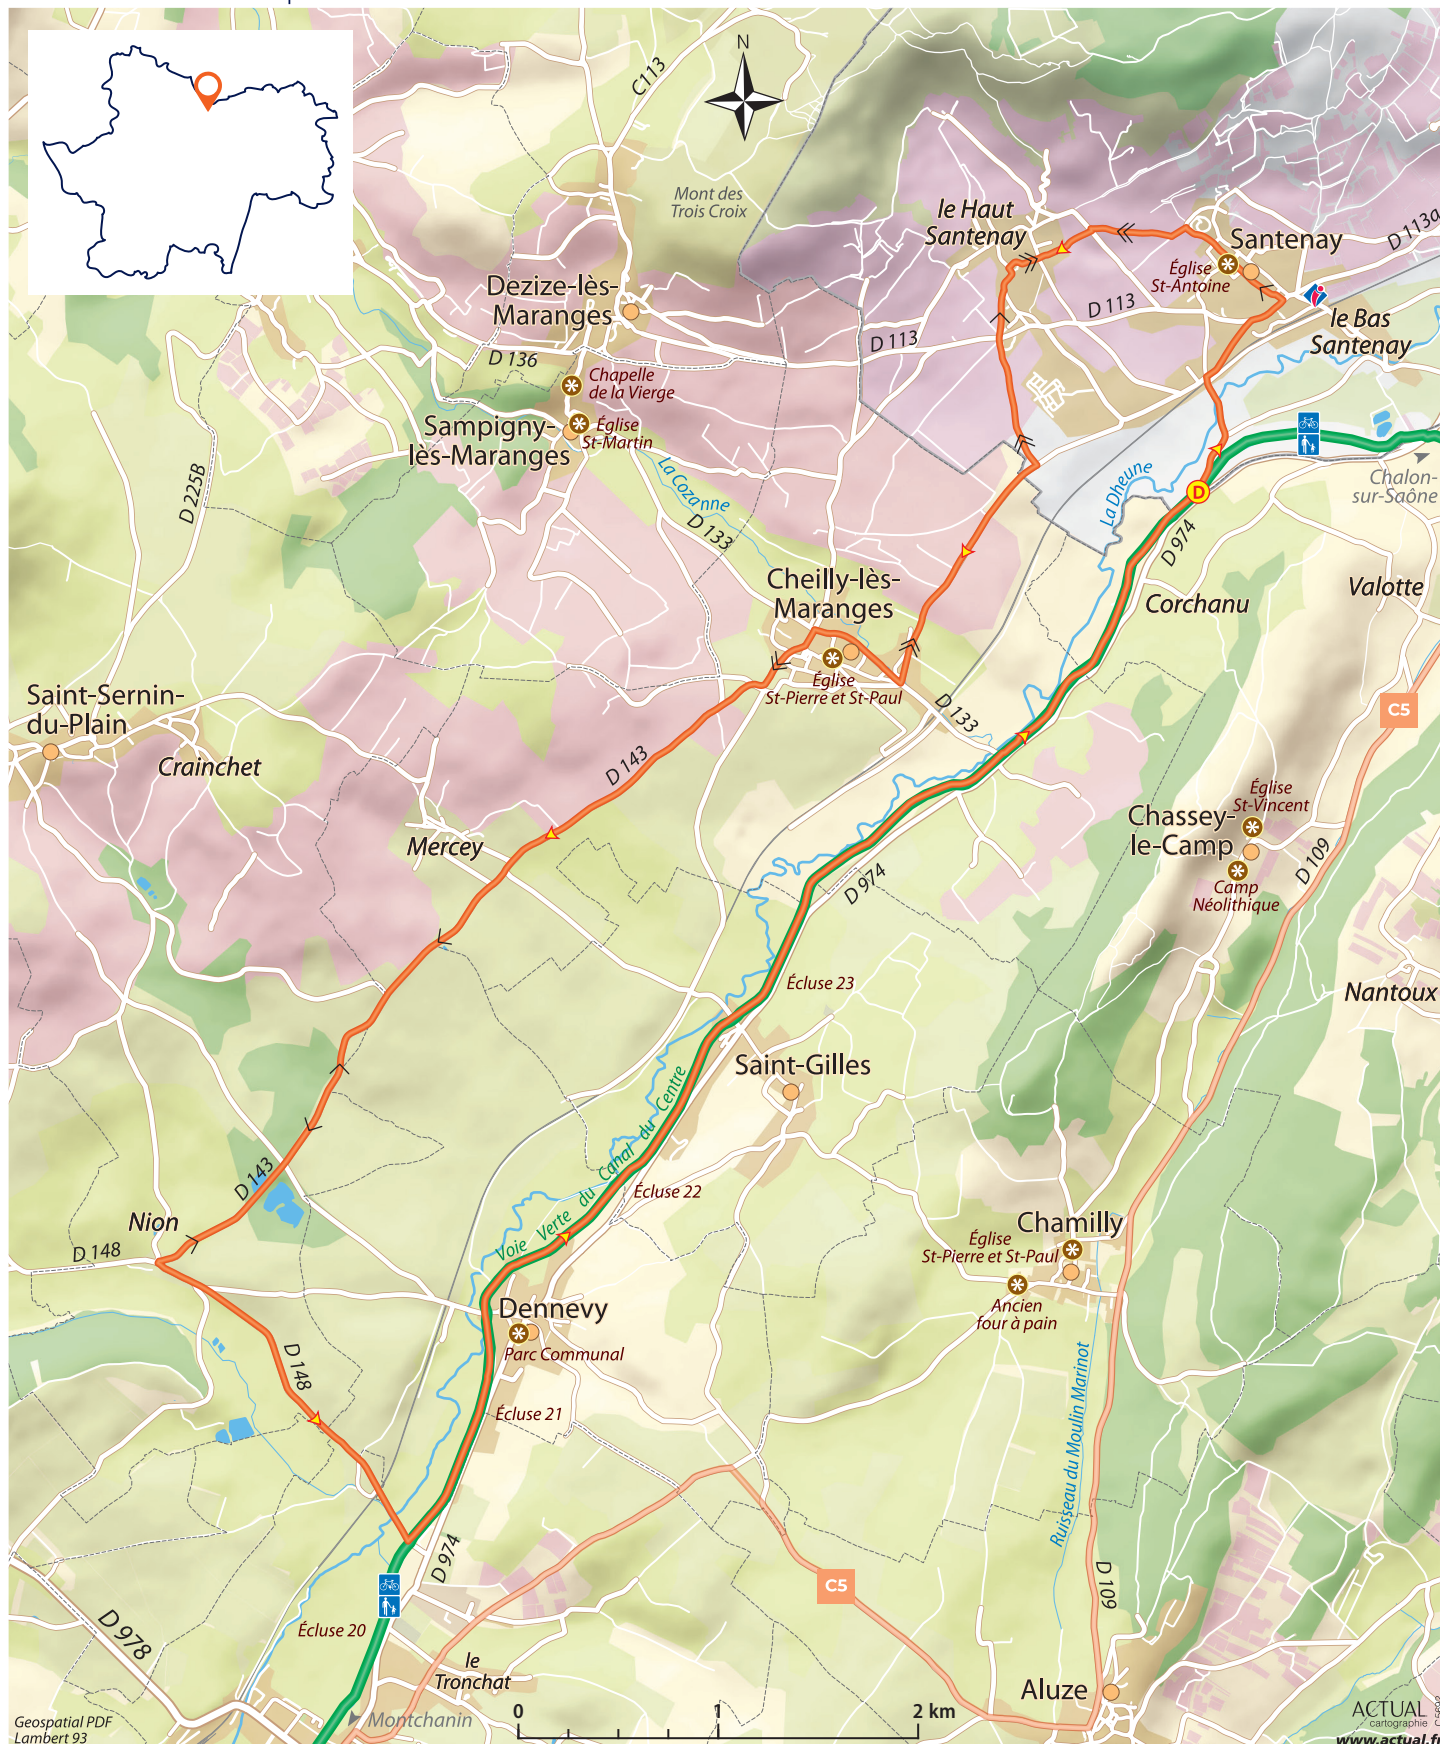 N
C113
Mont des
Trois Croix
le Haut
Santenay
Santenay
D 113a
Église
St-Antoine
D 113
D 113
le Bas
Santenay
Dezize-lès-
Maranges
D 136
Chapelle
de la Vierge
Sampigny-
lès-Maranges
Église
St-Martin
La Cozanne
D 225B
D 133
La Dheune
D
Chalon-
sur-Saône
D 974
Cheilly-lès-
Maranges
Corchanu
Valotte
Église
St-Pierre et St-Paul
D 133
C5
Saint-Sernin-
du-Plain
Crainchet
D 143
Mercey
Église
St-Vincent
Chassey-
le-Camp
D 109
Camp
Néolithique
D 974
Écluse 23
Nantoux
Saint-Gilles
Voie Verte du Canal du Centre
D 143
Écluse 22
Nion
D 148
Chamilly
Église
St-Pierre et St-Paul
Ancien
four à pain
Dennevy
Parc Communal
D 148
Écluse 21
Ruisseau du Moulin Marinot
D 974
C5
D 109
Écluse 20
D 978
le
Tronchat
Aluze
Montchanin
0 1 2 km
Geospatial PDF
Lambert 93
ACTUAL
cartographie
www.actual.fr